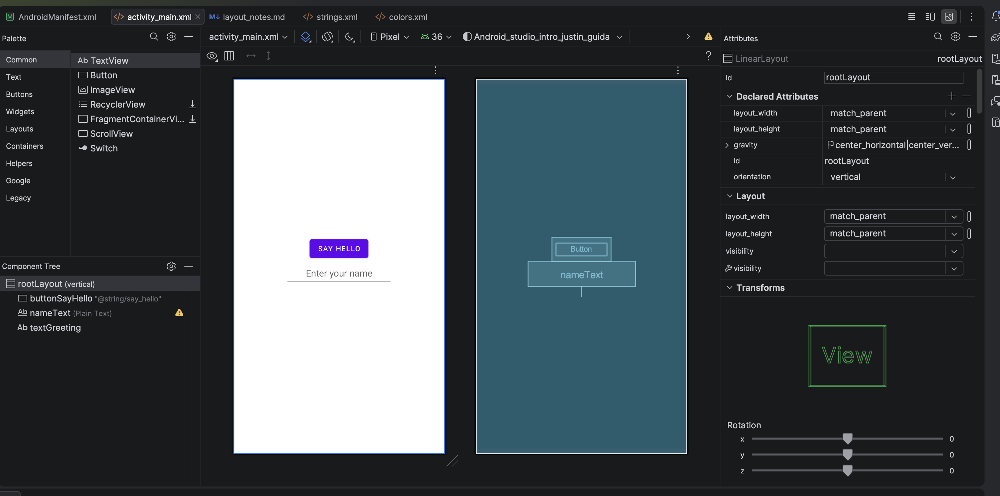 AndroidManifest.xml
activity_main.xml
layout_notes.md
strings.xml
colors.xml
Palette
Common
Text
Buttons
Widgets
Layouts
Containers
Helpers
Google
Legacy
Ab TextView
Button
ImageView
RecyclerView
FragmentContainerVi...
ScrollView
Switch
Component Tree
rootLayout (vertical)
buttonSayHello "@string/say_hello"
Ab nameText (Plain Text)
Ab textGreeting
activity_main.xml
Pixel
36
Android_studio_intro_justin_guida
?
SAY HELLO
Enter your name
Button
nameText
Attributes
LinearLayout rootLayout
id rootLayout
Declared Attributes
layout_width match_parent
layout_height match_parent
gravity center_horizontal|center_ver...
id rootLayout
orientation vertical
Layout
layout_width match_parent
layout_height match_parent
visibility
visibility
Transforms
View
Rotation
x 0
y 0
z 0